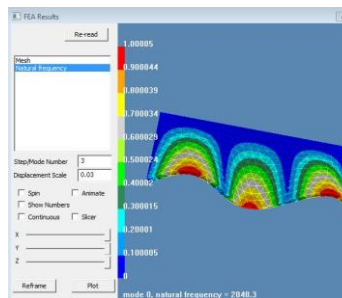 FEA Results
Re-read
Mesh
Natural frequency
Step/Mode Number 3
Displacement Scale 0.03
Spin Animate
Show Numbers
Continuous Slicer
X
Y
Z
Reframe Plot
1.00005
0.900044
0.800039
0.700034
0.600029
0.500024
0.40002
0.300015
0.20001
0.100005
0
mode 0, natural frequency = 2848.3